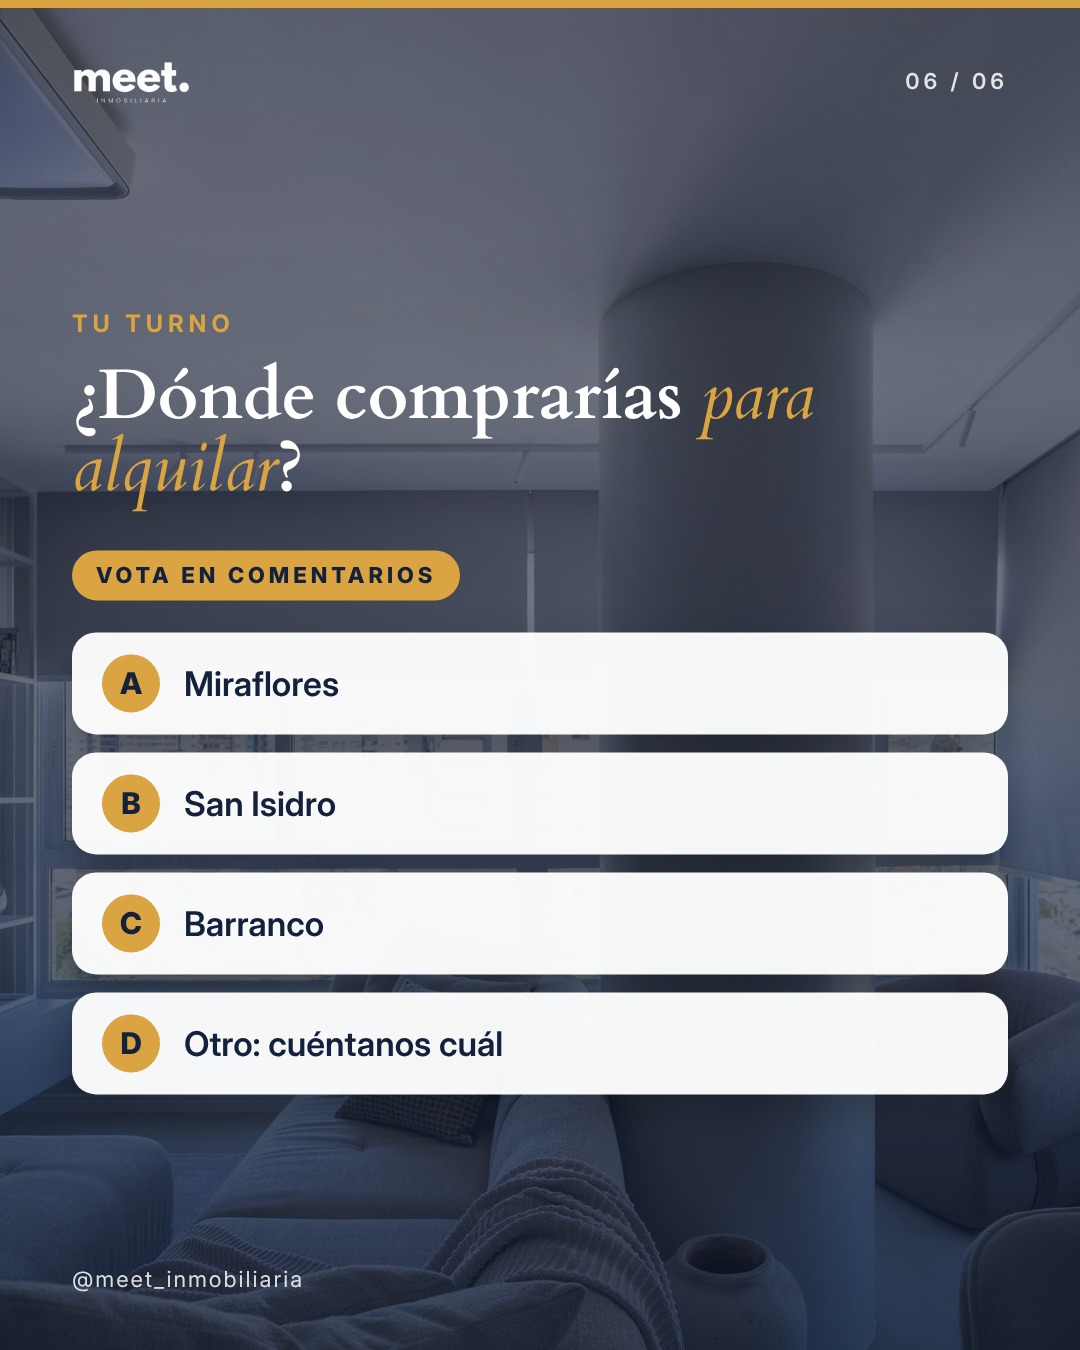 meet.
INMOBILIARIA
06 / 06
TU TURNO
¿Dónde comprarías para
alquilar?
VOTA EN COMENTARIOS
A Miraflores
B San Isidro
C Barranco
D Otro: cuéntanos cuál
@meet_inmobiliaria